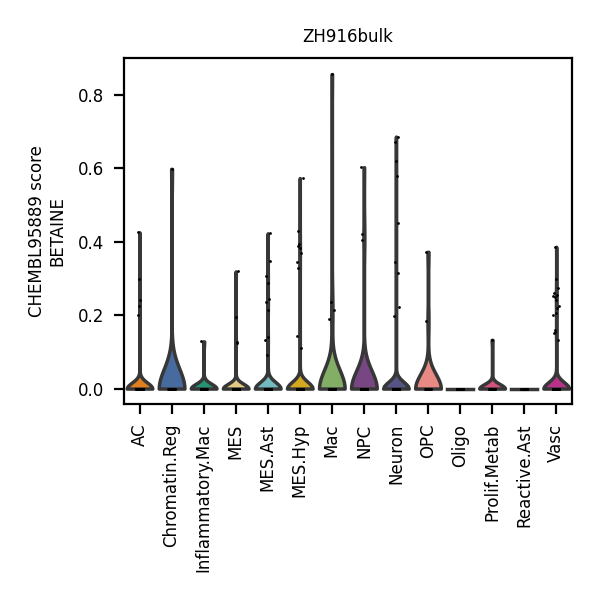 ZH916bulk
CHEMBL95889 score
BETAINE
0.8
0.6
0.4
0.2
0.0
AC
Chromatin.Reg
Inflammatory.Mac
MES
MES.Ast
MES.Hyp
Mac
NPC
Neuron
OPC
Oligo
Prolif.Metab
Reactive.Ast
Vasc